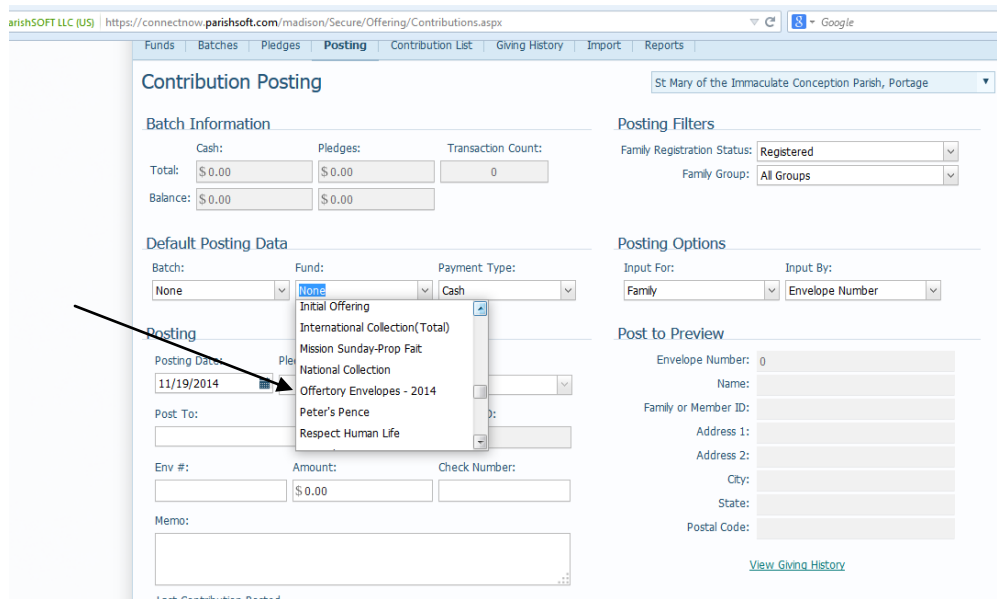 arishSOFT LLC (US) https://connectnow.parishsoft.com/madison/Secure/Offering/Contributions.aspx Google
Funds Batches Pledges Posting Contribution List Giving History Import Reports
Contribution Posting St Mary of the Immaculate Conception Parish, Portage
Batch Information
Cash: Pledges: Transaction Count:
Total: $0.00 $0.00 0
Balance: $0.00 $0.00
Posting Filters
Family Registration Status: Registered
Family Group: All Groups
Default Posting Data
Batch: Fund: Payment Type:
None None Cash
Initial Offering
International Collection(Total)
Mission Sunday-Prop Fait
National Collection
Offertory Envelopes - 2014
Peter's Pence
Respect Human Life
Posting Options
Input For: Input By:
Family Envelope Number
Posting
Posting Date: Ple
11/19/2014
Post To: D:
Env #: Amount: Check Number:
$0.00
Memo:
Last Contribution Posted
Post to Preview
Envelope Number: 0
Name:
Family or Member ID:
Address 1:
Address 2:
City:
State:
Postal Code:
View Giving History